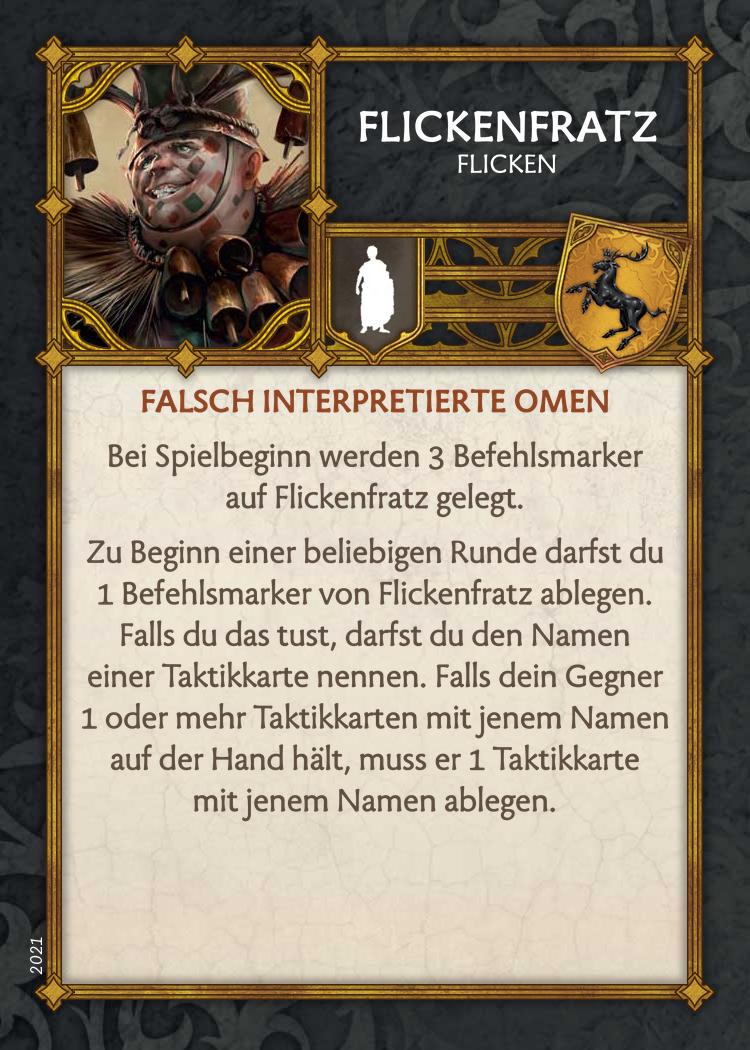 FLICKENFRATZ
FLICKEN
FALSCH INTERPRETIERTE OMEN
Bei Spielbeginn werden 3 Befehlsmarker
auf Flickenfratz gelegt.
Zu Beginn einer beliebigen Runde darfst du
1 Befehlsmarker von Flickenfratz ablegen.
Falls du das tust, darfst du den Namen
einer Taktikkarte nennen. Falls dein Gegner
1 oder mehr Taktikkarten mit jenem Namen
auf der Hand hält, muss er 1 Taktikkarte
mit jenem Namen ablegen.
2021